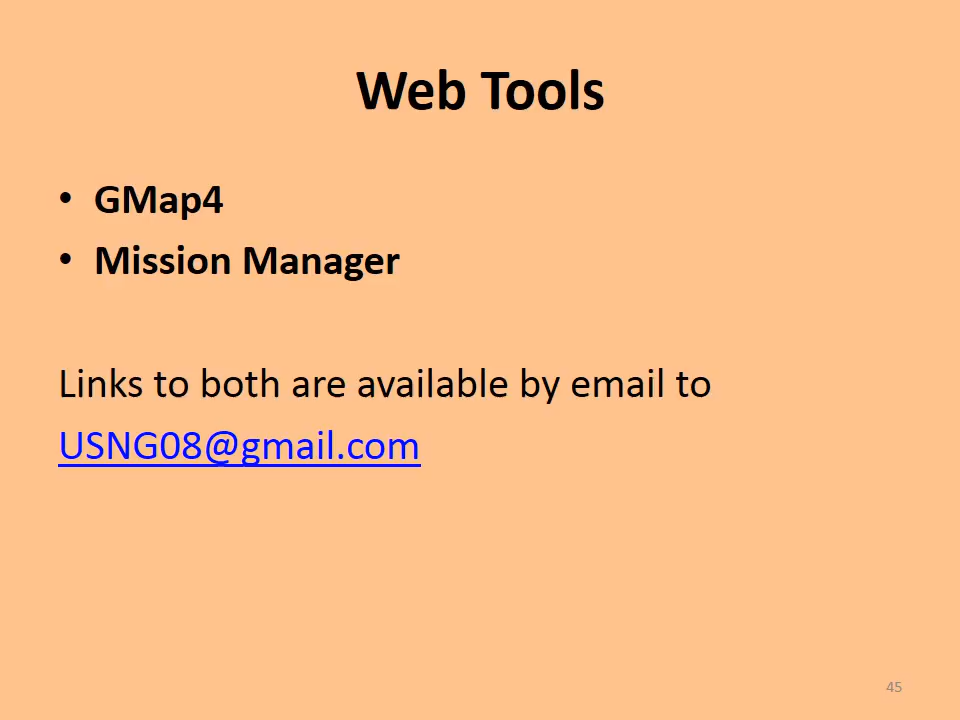 Web Tools
• GMap4
• Mission Manager
Links to both are available by email to
USNG08@gmail.com
45